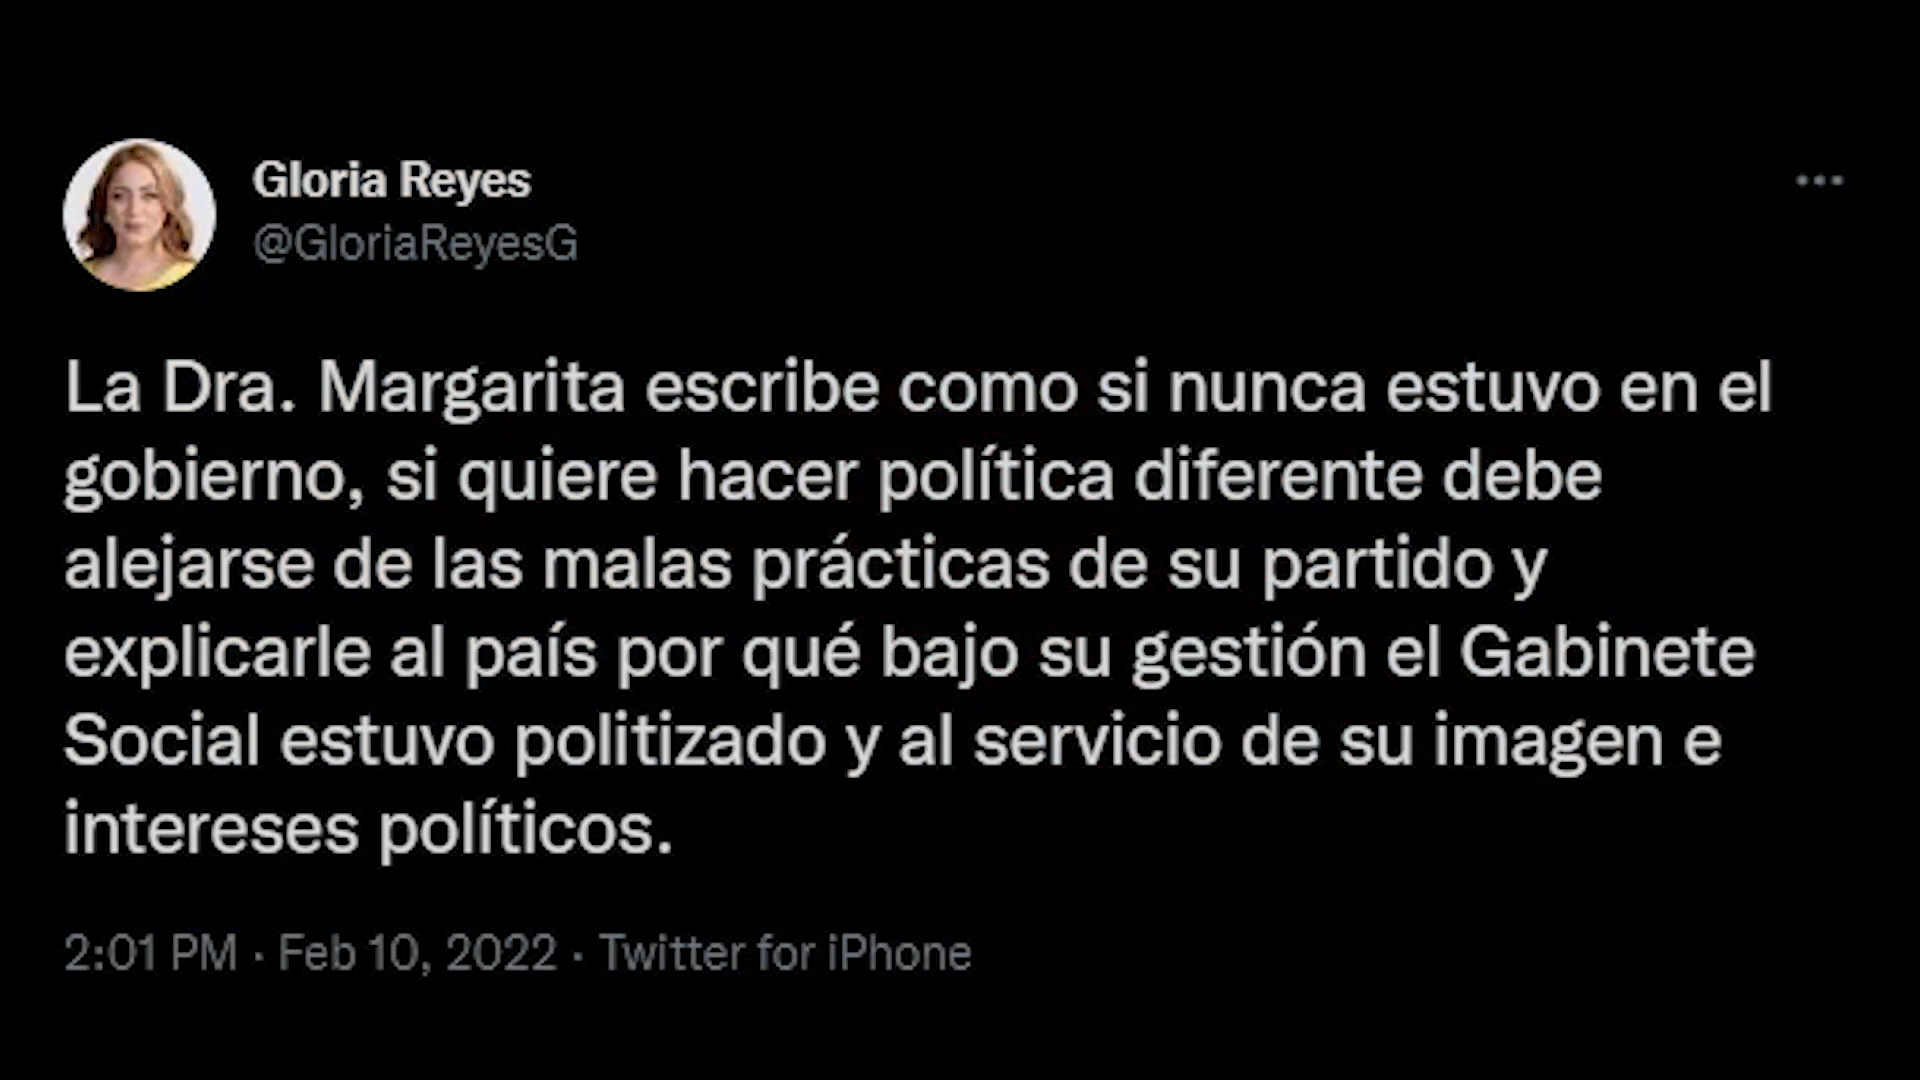 Gloria Reyes
@GloriaReyesG
La Dra. Margarita escribe como si nunca estuvo en el
gobierno, si quiere hacer política diferente debe
alejarse de las malas prácticas de su partido y
explicarle al país por qué bajo su gestión el Gabinete
Social estuvo politizado y al servicio de su imagen e
intereses políticos.
2:01 PM · Feb 10, 2022 · Twitter for iPhone